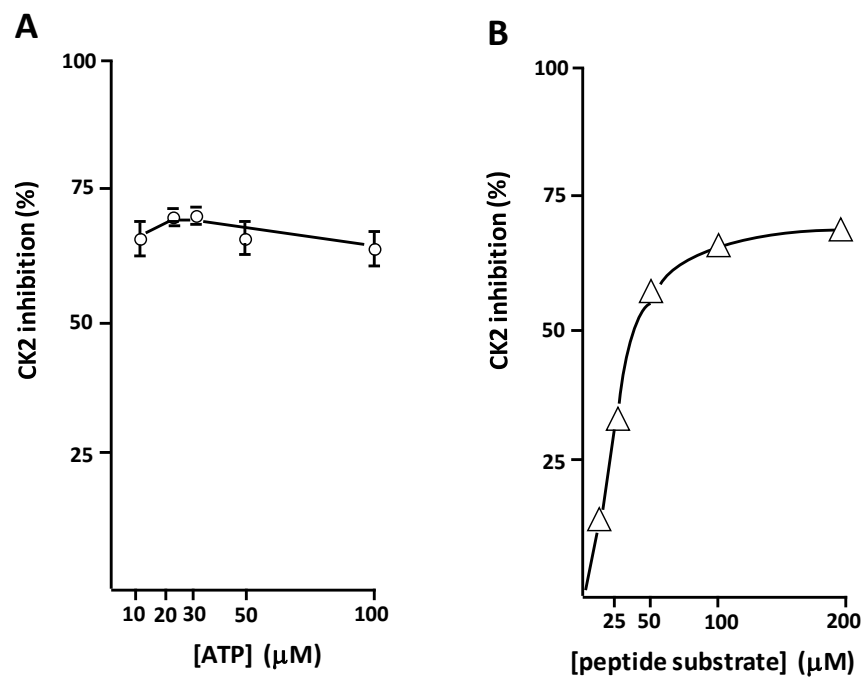 A
100
75
50
25
CK2 inhibition (%)
10 20 30 50 100
[ATP] (μM)
B
100
75
50
25
CK2 inhibition (%)
25 50 100 200
[peptide substrate] (μM)